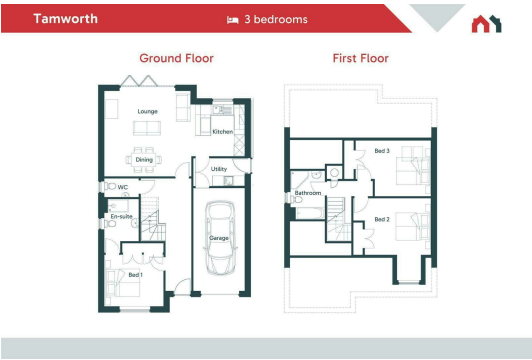 Tamworth
3 bedrooms
Ground Floor
First Floor
Lounge
Kitchen
Dining
Utility
WC
En-suite
Garage
Bed 1
Bed 3
Bathroom
Bed 2